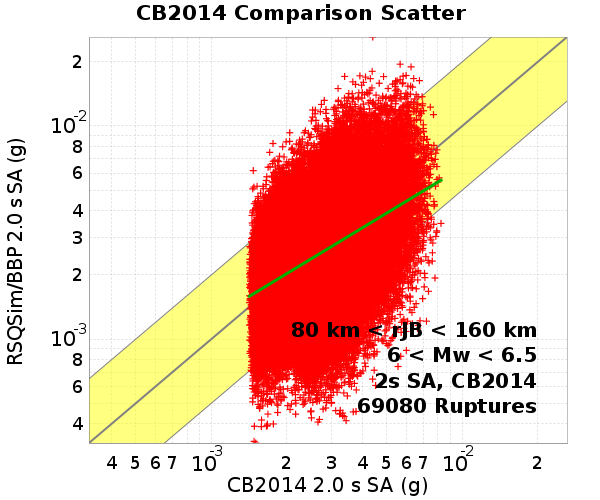 CB2014 Comparison Scatter
RSQSim/BBP 2.0 s SA (g)
2
10-2
8
6
4
3
2
10-3
8
6
4
80 km < rJB < 160 km
6 < Mw < 6.5
2s SA, CB2014
69080 Ruptures
4 5 6 7 10-3 2 3 4 5 6 7 10-2 2
CB2014 2.0 s SA (g)